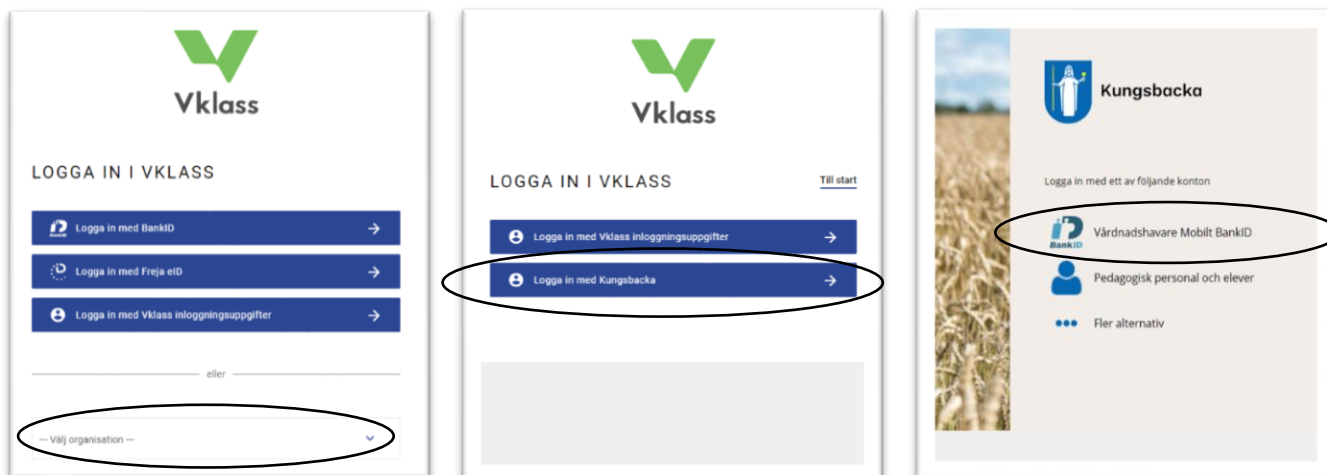 Vklass
LOGGA IN I VKLASS
BankID
Logga in med BankID
Logga in med Freja eID
Logga in med Vklass inloggningsuppgifter
eller
--- Välj organisation ---
Vklass
LOGGA IN I VKLASS
Till start
Logga in med Vklass inloggningsuppgifter
Logga in med Kungsbacka
Kungsbacka
Logga in med ett av följande konton
BankID
Vårdnadshavare Mobilt BankID
Pedagogisk personal och elever
Fler alternativ